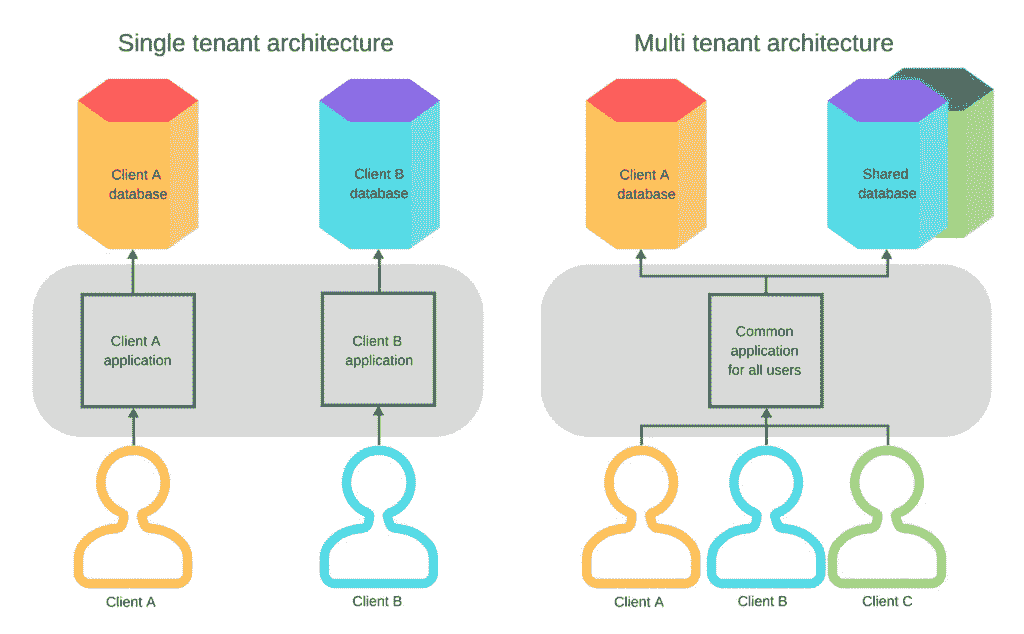 Single tenant architecture
Client A
database
Client B
database
Client A
application
Client B
application
Client A
Client B
Multi tenant architecture
Client A
database
Shared
database
Common
application
for all users
Client A
Client B
Client C